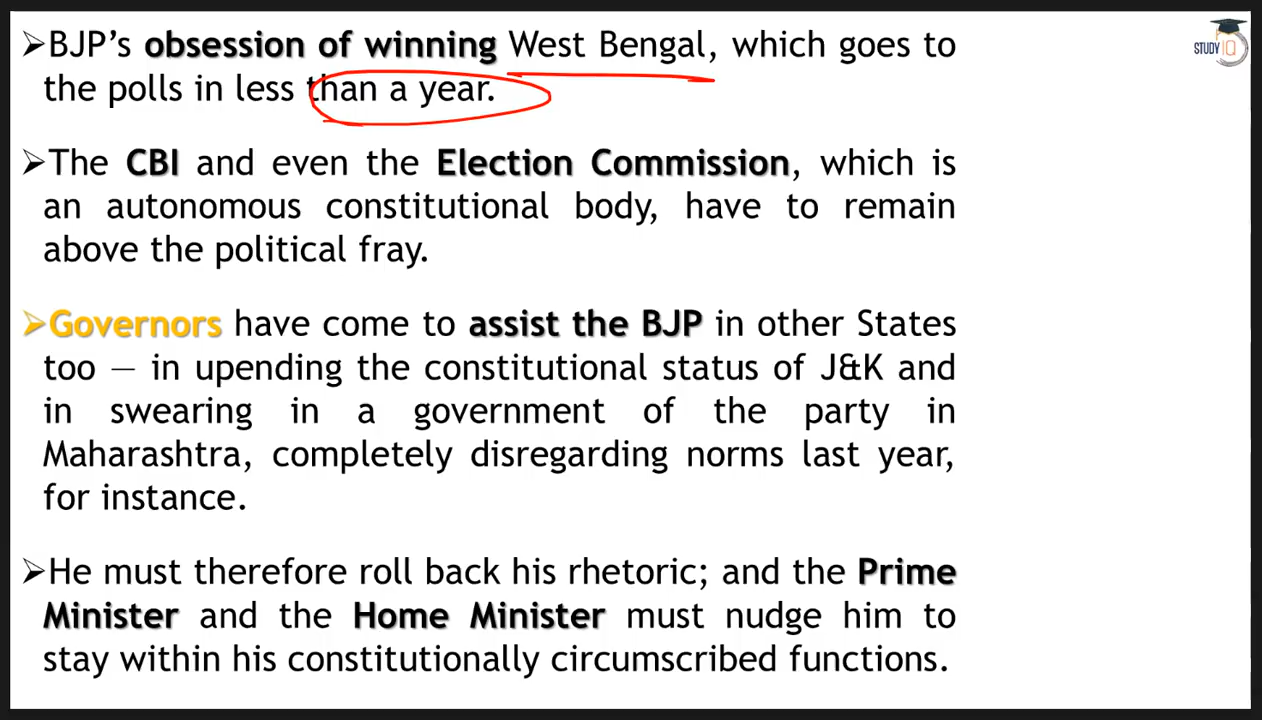 ➢BJP’s obsession of winning West Bengal, which goes to
the polls in less than a year.
➢The CBI and even the Election Commission, which is
an autonomous constitutional body, have to remain
above the political fray.
➢Governors have come to assist the BJP in other States
too — in upending the constitutional status of J&K and
in swearing in a government of the party in
Maharashtra, completely disregarding norms last year,
for instance.
➢He must therefore roll back his rhetoric; and the Prime
Minister and the Home Minister must nudge him to
stay within his constitutionally circumscribed functions.
STUDY IQ